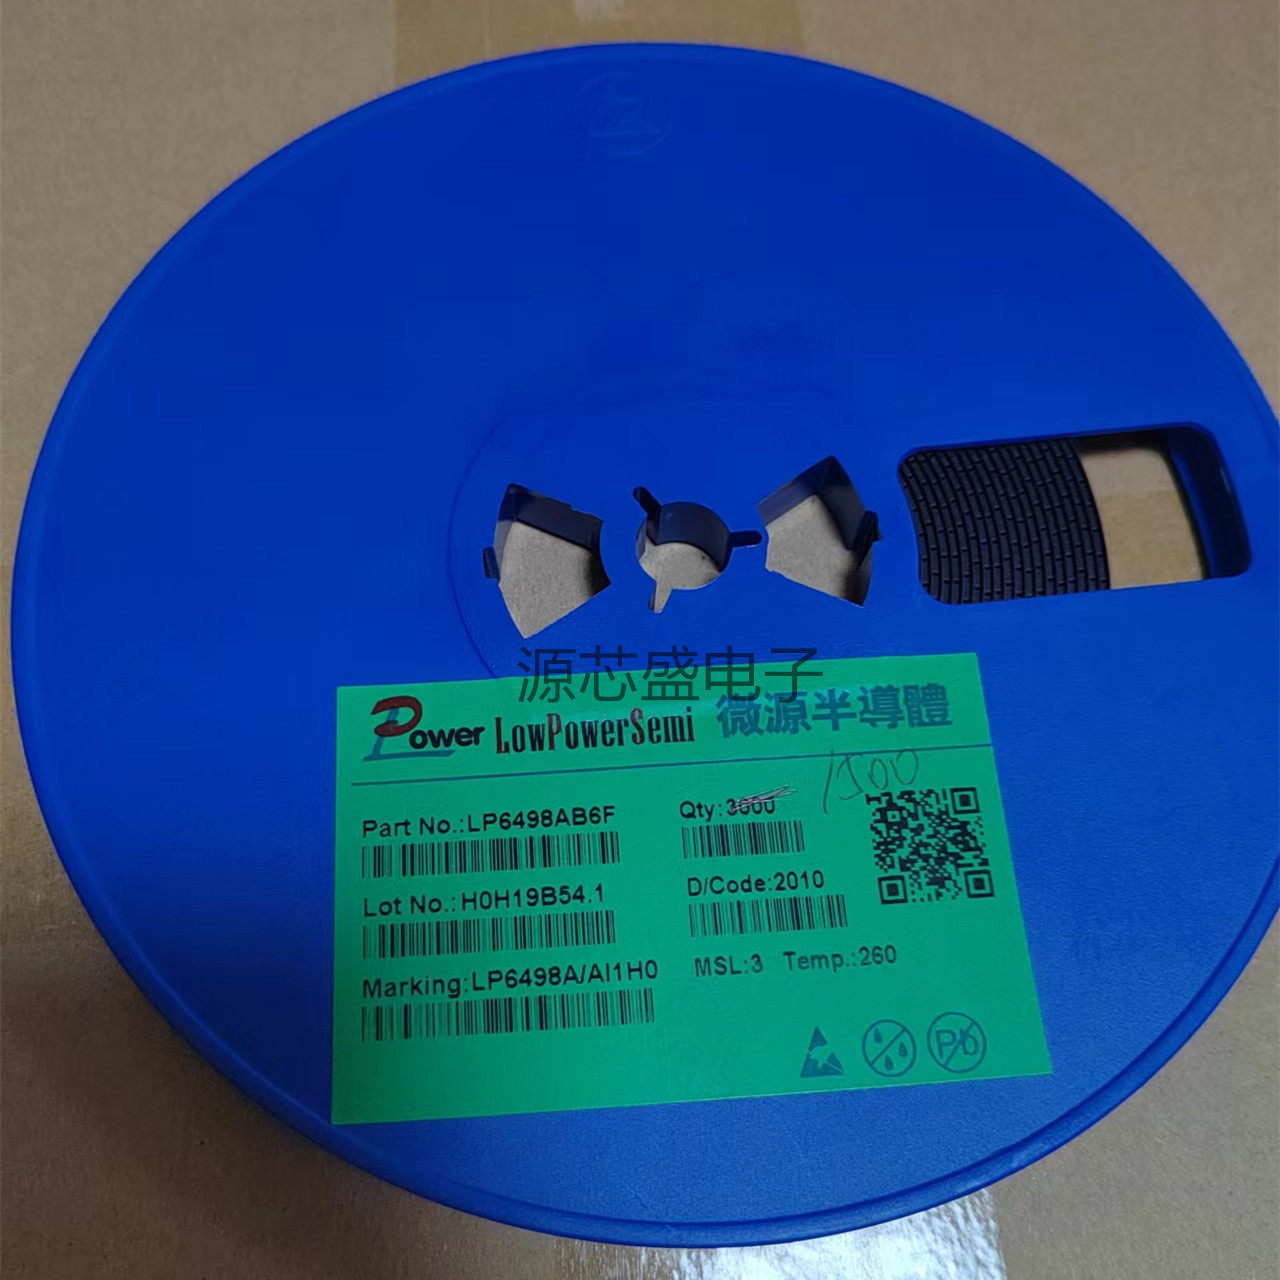 源芯盛电子
Power LowPowerSemi 微源半導體
1500
Part No.:LP6498AB6F Qty:3000
Lot No.:H0H19B54.1 D/Code:2010
Marking:LP6498A/AI1H0 MSL:3 Temp.:260
Pb